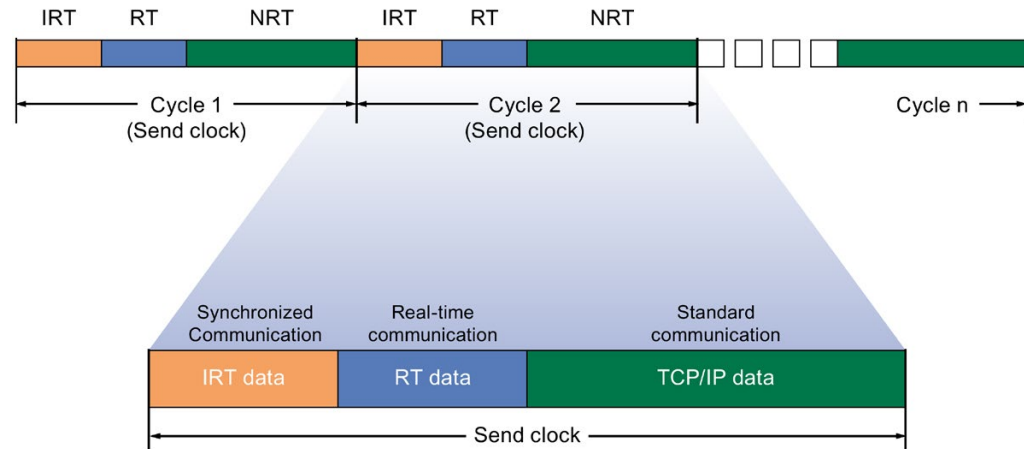 IRT RT NRT IRT RT NRT
Cycle 1
(Send clock)
Cycle 2
(Send clock)
Cycle n
Synchronized
Communication
Real-time
communication
Standard
communication
IRT data
RT data
TCP/IP data
Send clock